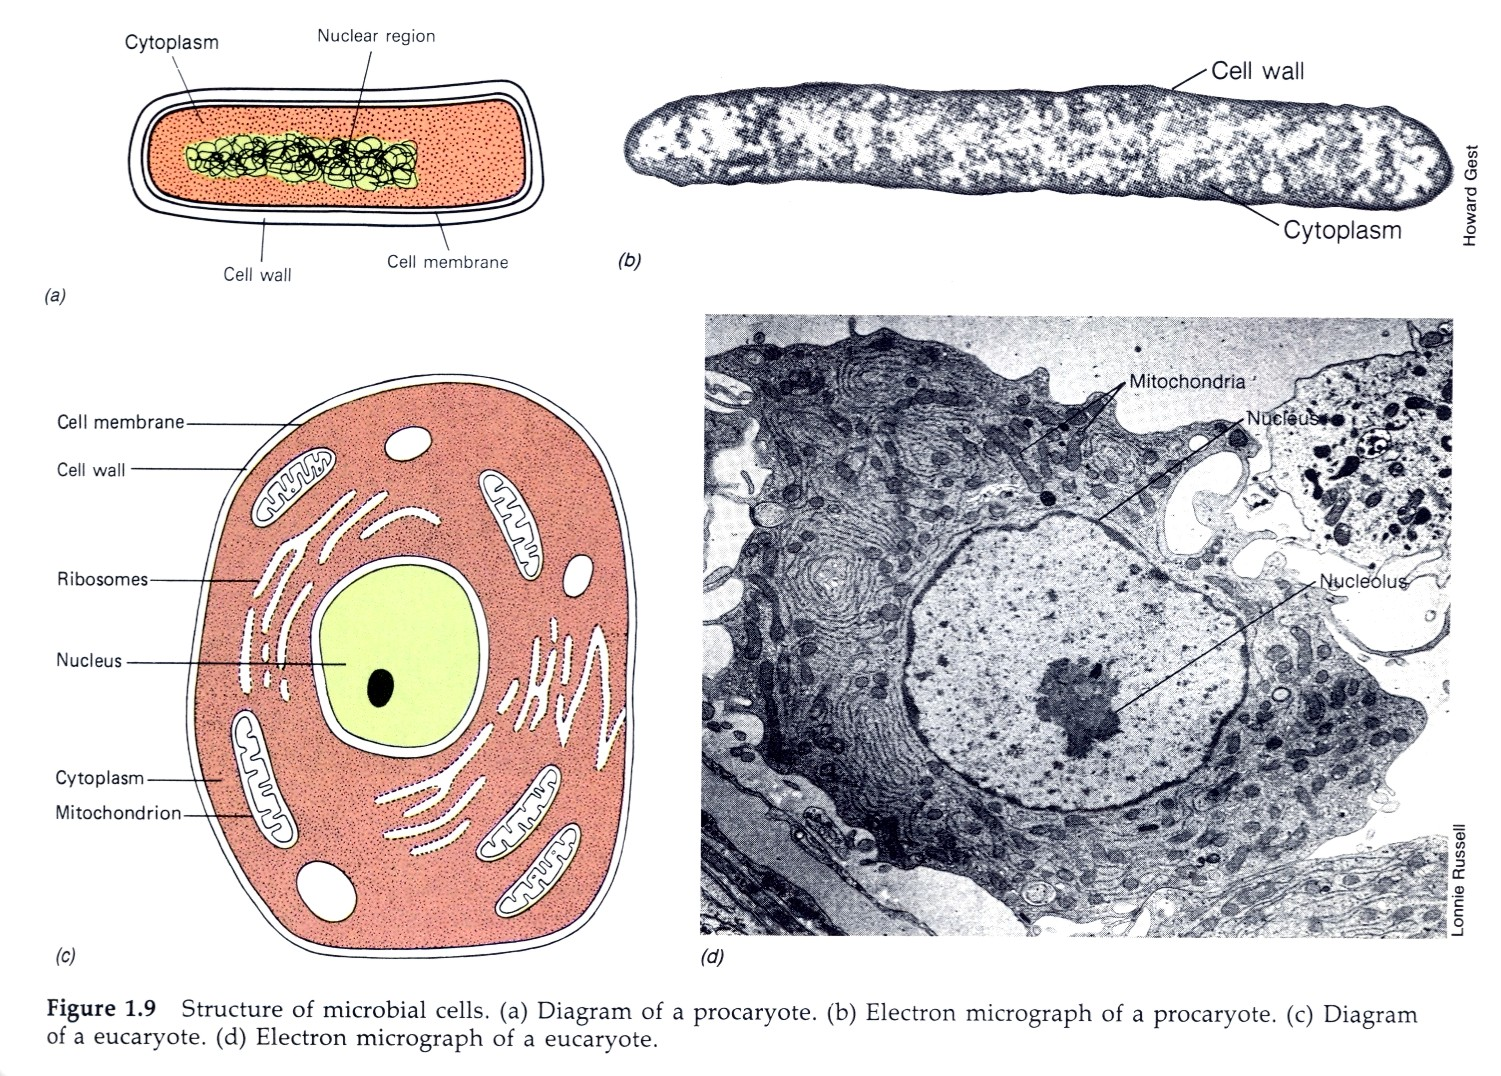 Cytoplasm
Nuclear region
Cell wall
Cell membrane
(a)
Cell wall
Cytoplasm
Howard Gest
(b)
Cell membrane
Cell wall
Ribosomes
Nucleus
Cytoplasm
Mitochondrion
(c)
Mitochondria
Nucleus
Nucleolus
Lonnie Russell
(d)
Figure 1.9 Structure of microbial cells. (a) Diagram of a procaryote. (b) Electron micrograph of a procaryote. (c) Diagram
of a eucaryote. (d) Electron micrograph of a eucaryote.